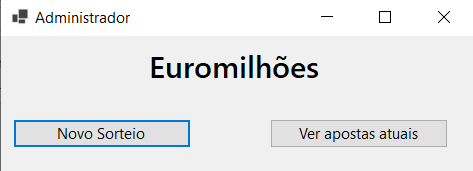 Administrador
Euromilhões
Novo Sorteio
Ver apostas atuais